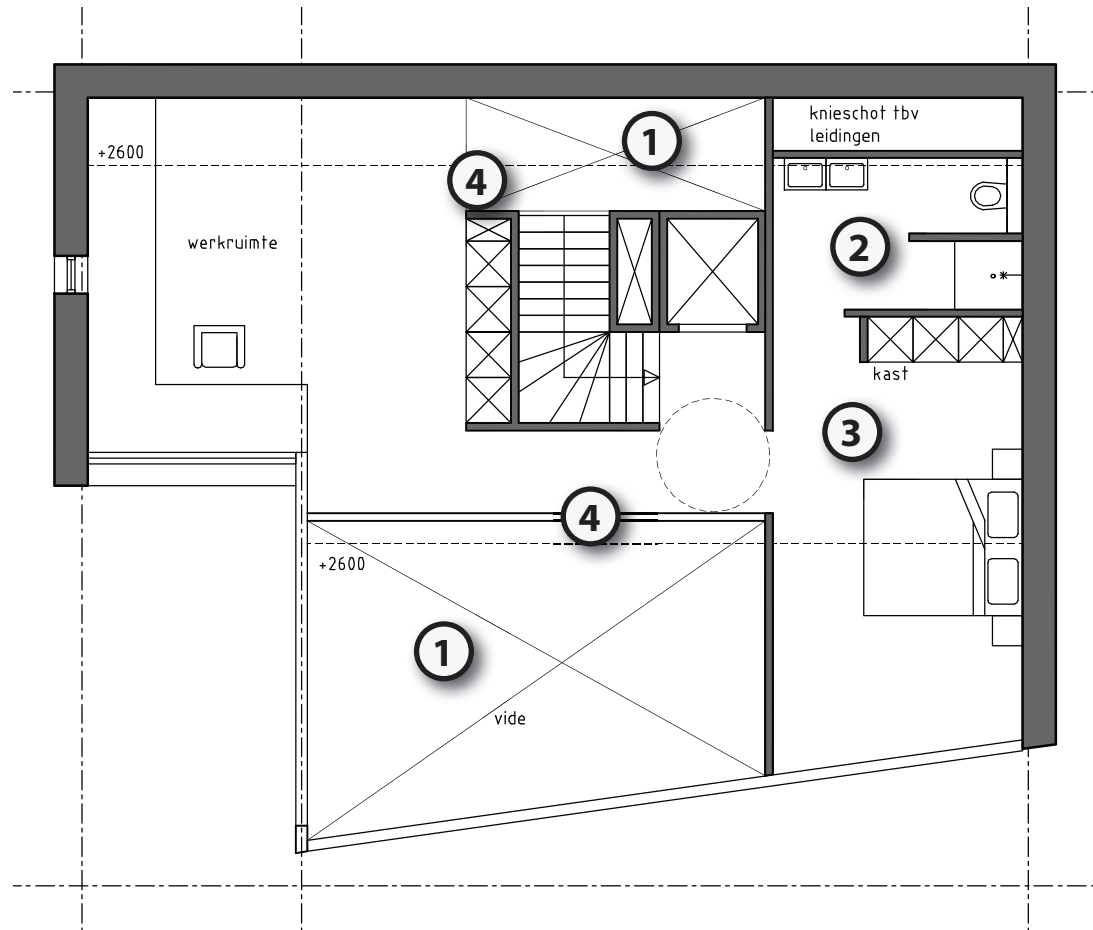 knieschot tbv
leidingen
+2600
1
4
werkruimte
2
kast
3
4
+2600
1
vide